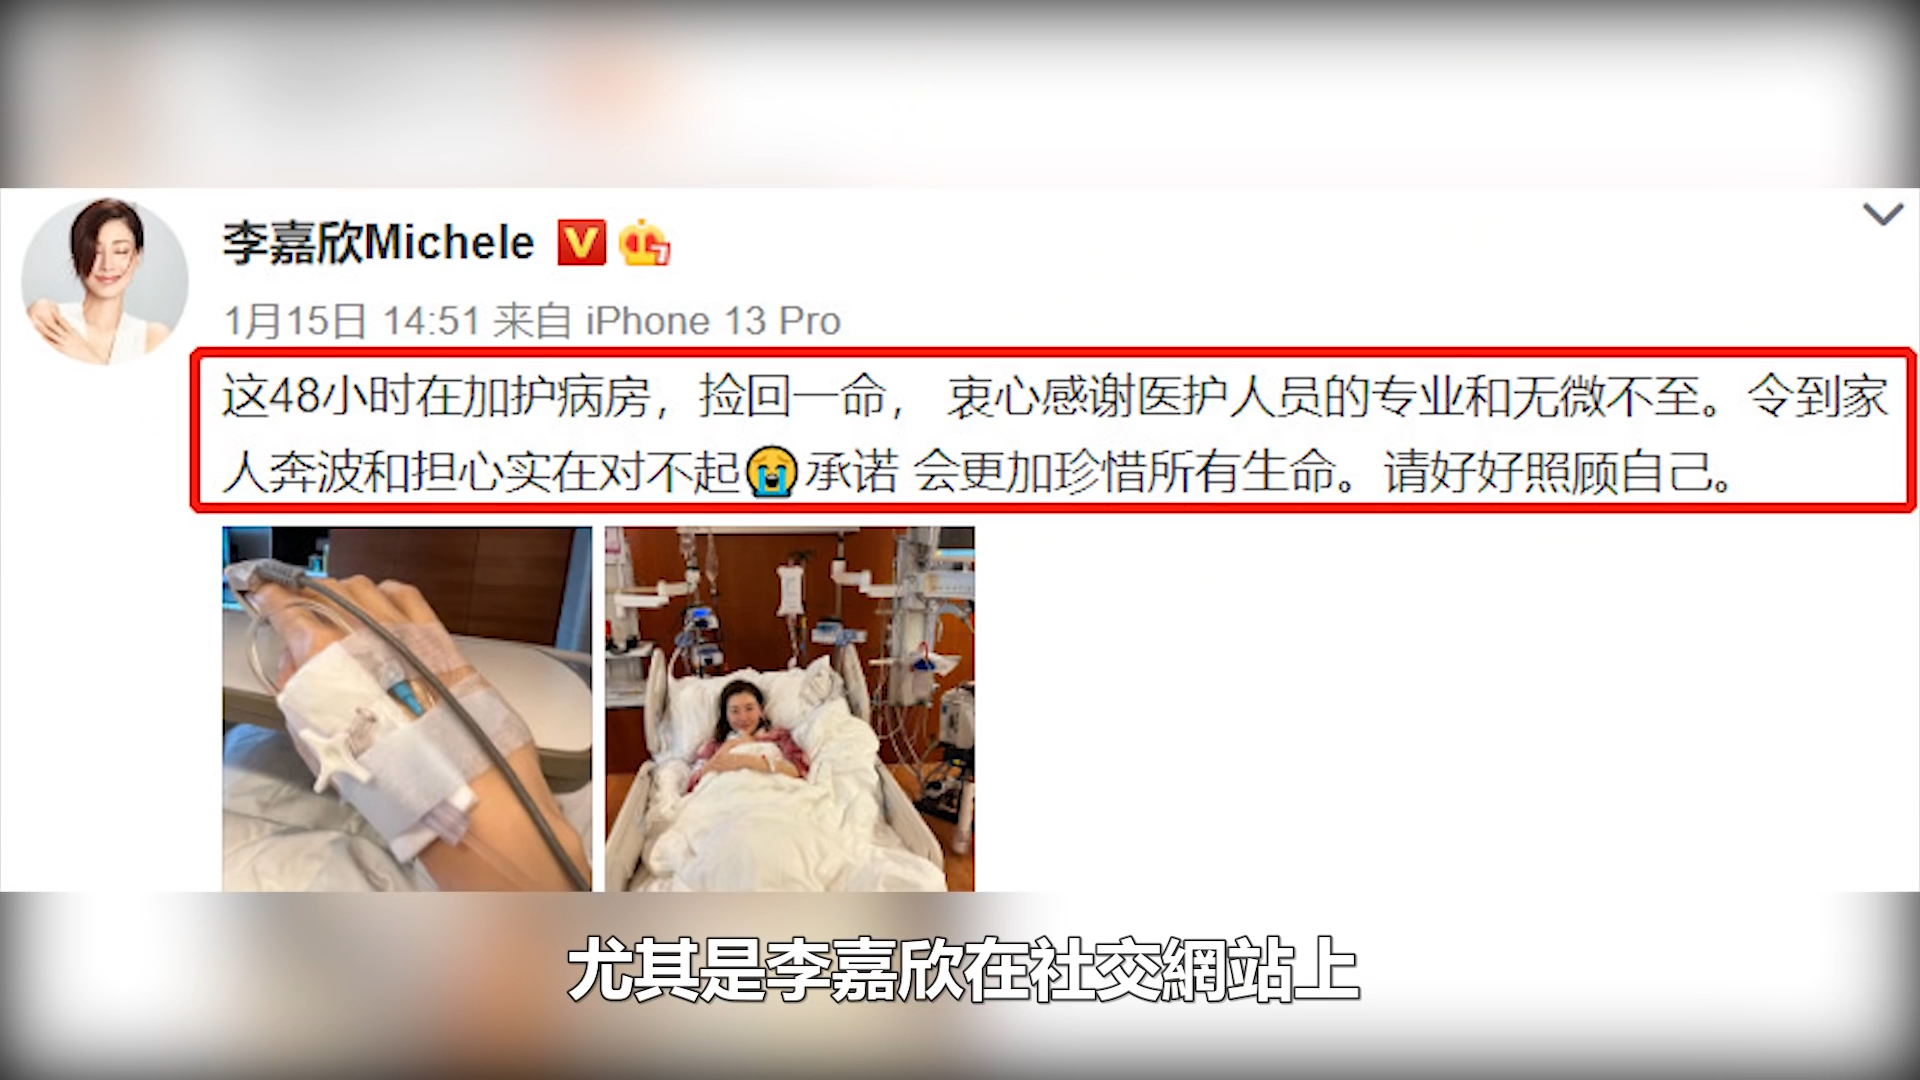 李嘉欣Michele
1月15日 14:51 来自 iPhone 13 Pro
这48小时在加护病房，捡回一命， 衷心感谢医护人员的专业和无微不至。令到家
人奔波和担心实在对不起😭承诺 会更加珍惜所有生命。请好好照顾自己。
尤其是李嘉欣在社交網站上